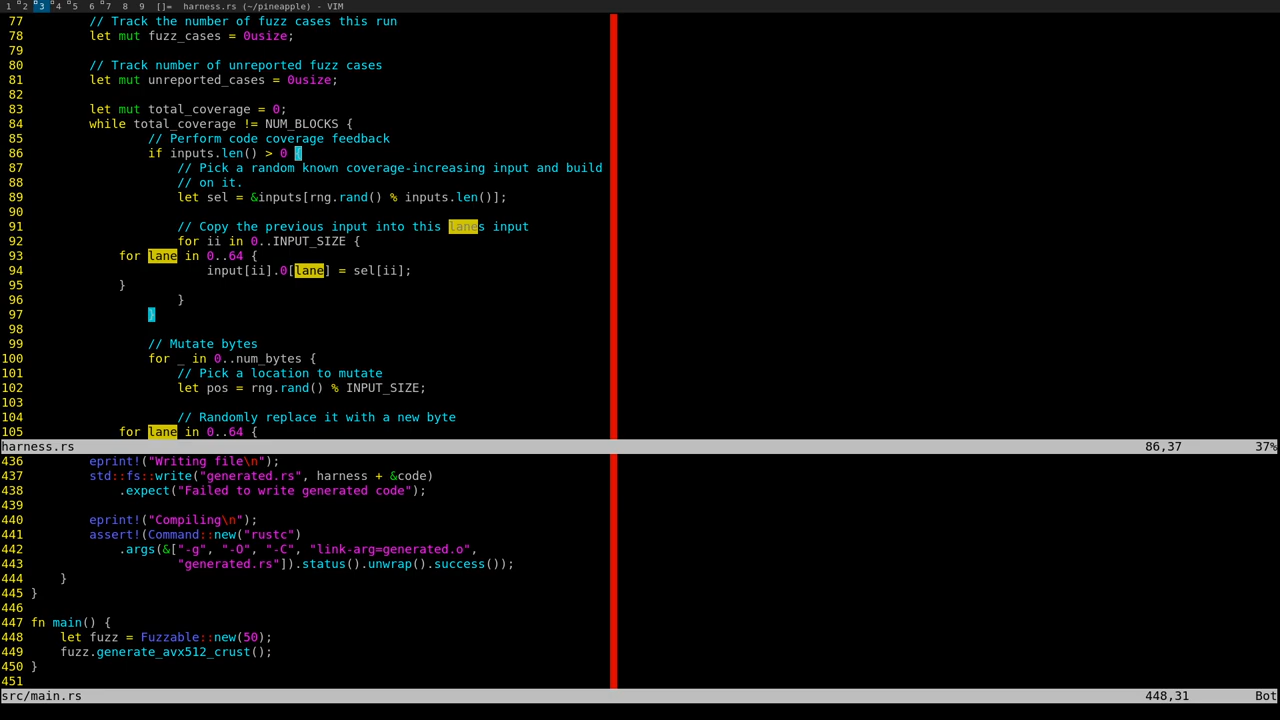 1 2 3 4 5 6 7 8 9 []= harness.rs (~/pineapple) - VIM
77         // Track the number of fuzz cases this run
78         let mut fuzz_cases = 0usize;
79
80         // Track number of unreported fuzz cases
81         let mut unreported_cases = 0usize;
82
83         let mut total_coverage = 0;
84         while total_coverage != NUM_BLOCKS {
85                 // Perform code coverage feedback
86                 if inputs.len() > 0 {
87                     // Pick a random known coverage-increasing input and build
88                     // on it.
89                     let sel = &inputs[rng.rand() % inputs.len()];
90
91                     // Copy the previous input into this lanes input
92                     for ii in 0..INPUT_SIZE {
93             for lane in 0..64 {
94                         input[ii].0[lane] = sel[ii];
95             }
96                     }
97                 }
98
99                 // Mutate bytes
100                 for _ in 0..num_bytes {
101                     // Pick a location to mutate
102                     let pos = rng.rand() % INPUT_SIZE;
103
104                     // Randomly replace it with a new byte
105             for lane in 0..64 {
harness.rs 86,37 37%
436         eprint!("Writing file\n");
437         std::fs::write("generated.rs", harness + &code)
438             .expect("Failed to write generated code");
439
440         eprint!("Compiling\n");
441         assert!(Command::new("rustc")
442             .args(&["-g", "-O", "-C", "link-arg=generated.o",
443                     "generated.rs"]).status().unwrap().success());
444     }
445 }
446
447 fn main() {
448     let fuzz = Fuzzable::new(50);
449     fuzz.generate_avx512_crust();
450 }
451
src/main.rs 448,31 Bot